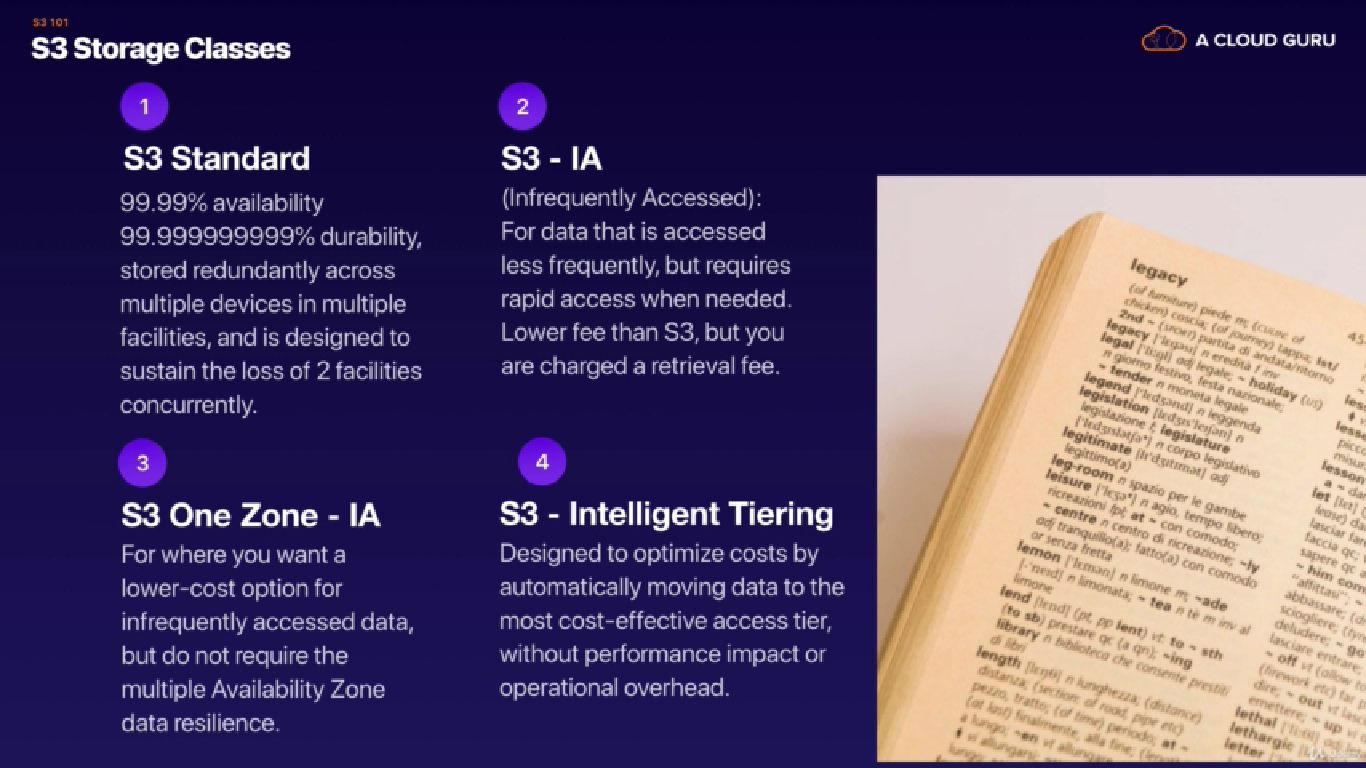 S3 101
S3 Storage Classes
A CLOUD GURU
1
S3 Standard
99.99% availability
99.999999999% durability,
stored redundantly across
multiple devices in multiple
facilities, and is designed to
sustain the loss of 2 facilities
concurrently.
2
S3 - IA
(Infrequently Accessed):
For data that is accessed
less frequently, but requires
rapid access when needed.
Lower fee than S3, but you
are charged a retrieval fee.
3
S3 One Zone - IA
For where you want a
lower-cost option for
infrequently accessed data,
but do not require the
multiple Availability Zone
data resilience.
4
S3 - Intelligent Tiering
Designed to optimize costs by
automatically moving data to the
most cost-effective access tier,
without performance impact or
operational overhead.
legacy
(of furniture) piede m;
chicken) coscia; (of journey) tappa; 1st/
2nd ~ partita di andata/ritorno
legacy n eredità f inv
legal adj legale; ~ holiday (US)
n giorno festivo, festa nazionale;
~ tender n moneta legale
legend n leggenda
legislation n
legislazione f; legislature
n corpo legislativo
legitimate adj
legittimo(a)
leg-room n spazio per le gambe
leisure n agio, tempo libero;
ricreazioni fpl; at ~ con comodo;
~ centre n centro di ricreazione; ~ly
adj tranquillo(a); fatto(a) con comodo
or senza fretta
lemon n limone m; ~ade
n limonata; ~ tea n tè m inv al
limone
lend (pt, pp lent) vt: to ~ sth
(to sb) prestare qc (a qn); ~ing
library n biblioteca che consente prestiti
di libri
length n lunghezza; (distance)
distanza; (section: of road, pipe etc)
pezzo, tratto; (of time) periodo; at ~
(at last) finalmente, alla fine;
a lungo; ~en vt allungare
vi allungarsi
lethal
lethargic
letter